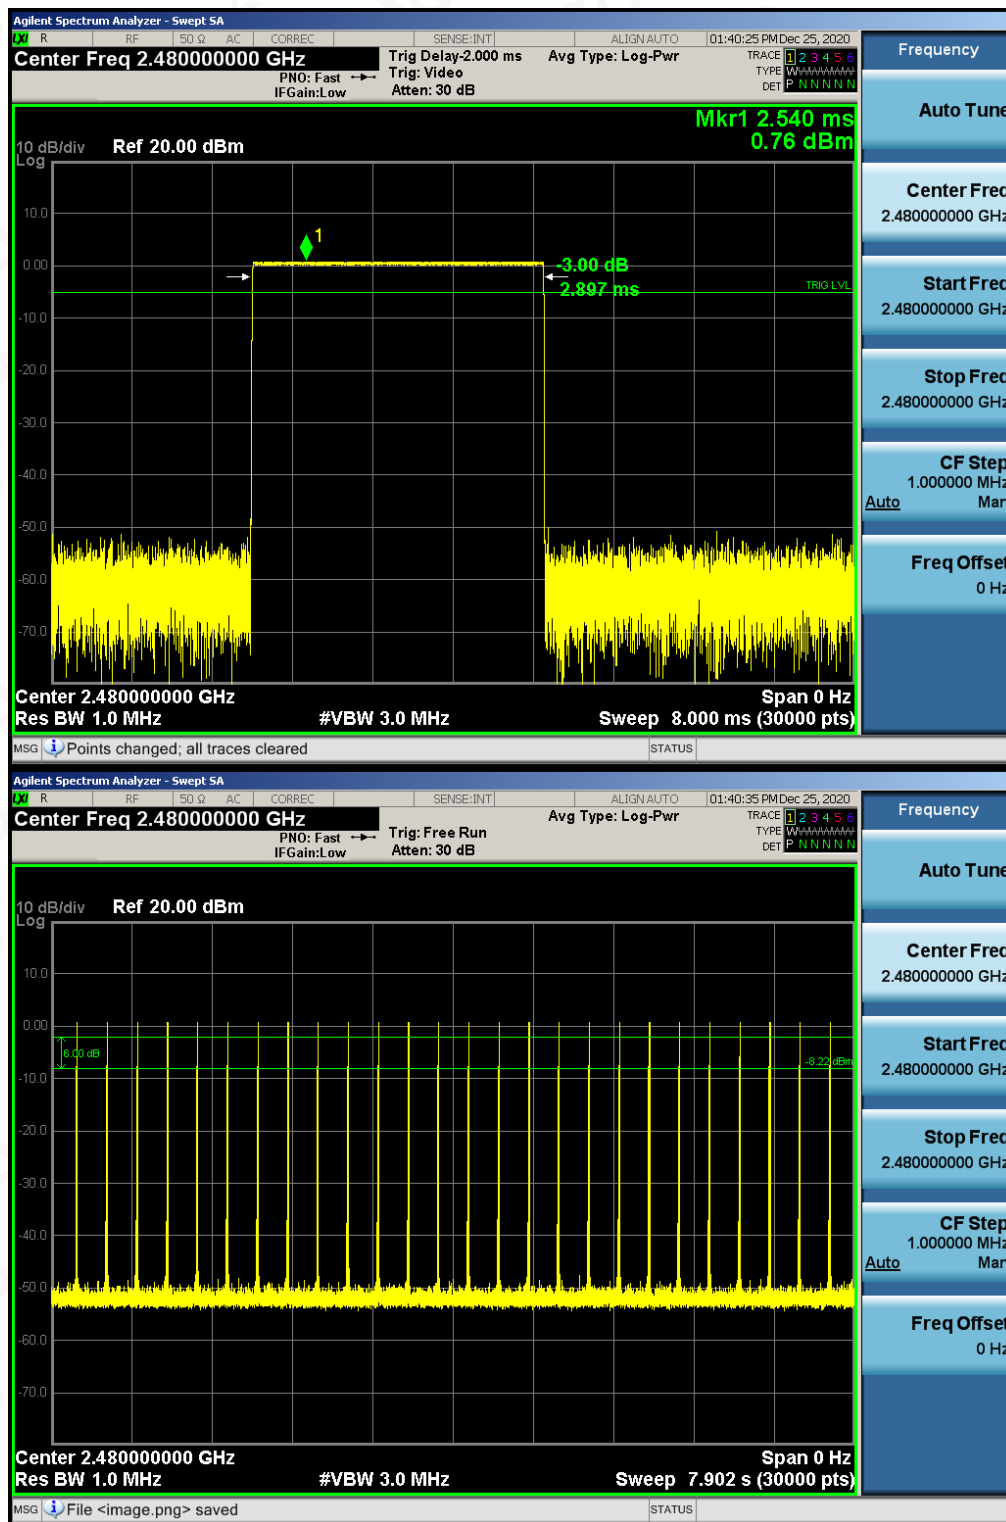 Agilent Spectrum Analyzer - Swept SA
LXI R RF 50 Ω AC CORREC SENSE:INT ALIGN AUTO 01:40:25 PM Dec 25, 2020
Center Freq 2.480000000 GHz
PNO: Fast
IFGain:Low
Trig Delay-2.000 ms
Trig: Video
Atten: 30 dB
Avg Type: Log-Pwr
TRACE 1 2 3 4 5 6
TYPE
DET P N N N N N
Mkr1 2.540 ms
0.76 dBm
10 dB/div
Log
Ref 20.00 dBm
10.0
0.00
-10.0
-20.0
-30.0
-40.0
-50.0
-60.0
-70.0
1
-3.00 dB
2.897 ms
TRIG LVL
Center 2.480000000 GHz
Span 0 Hz
Res BW 1.0 MHz
#VBW 3.0 MHz
Sweep 8.000 ms (30000 pts)
MSG Points changed; all traces cleared
STATUS
Frequency
Auto Tune
Center Freq
2.480000000 GHz
Start Freq
2.480000000 GHz
Stop Freq
2.480000000 GHz
CF Step
1.000000 MHz
Auto Man
Freq Offset
0 Hz
Agilent Spectrum Analyzer - Swept SA
LXI R RF 50 Ω AC CORREC SENSE:INT ALIGN AUTO 01:40:35 PM Dec 25, 2020
Center Freq 2.480000000 GHz
PNO: Fast
IFGain:Low
Trig: Free Run
Atten: 30 dB
Avg Type: Log-Pwr
TRACE 1 2 3 4 5 6
TYPE
DET P N N N N N
10 dB/div
Log
Ref 20.00 dBm
10.0
0.00
-10.0
-20.0
-30.0
-40.0
-50.0
-60.0
-70.0
6.00 dB
-8.22 dBm
Center 2.480000000 GHz
Span 0 Hz
Res BW 1.0 MHz
#VBW 3.0 MHz
Sweep 7.902 s (30000 pts)
MSG File <image.png> saved
STATUS
Frequency
Auto Tune
Center Freq
2.480000000 GHz
Start Freq
2.480000000 GHz
Stop Freq
2.480000000 GHz
CF Step
1.000000 MHz
Auto Man
Freq Offset
0 Hz